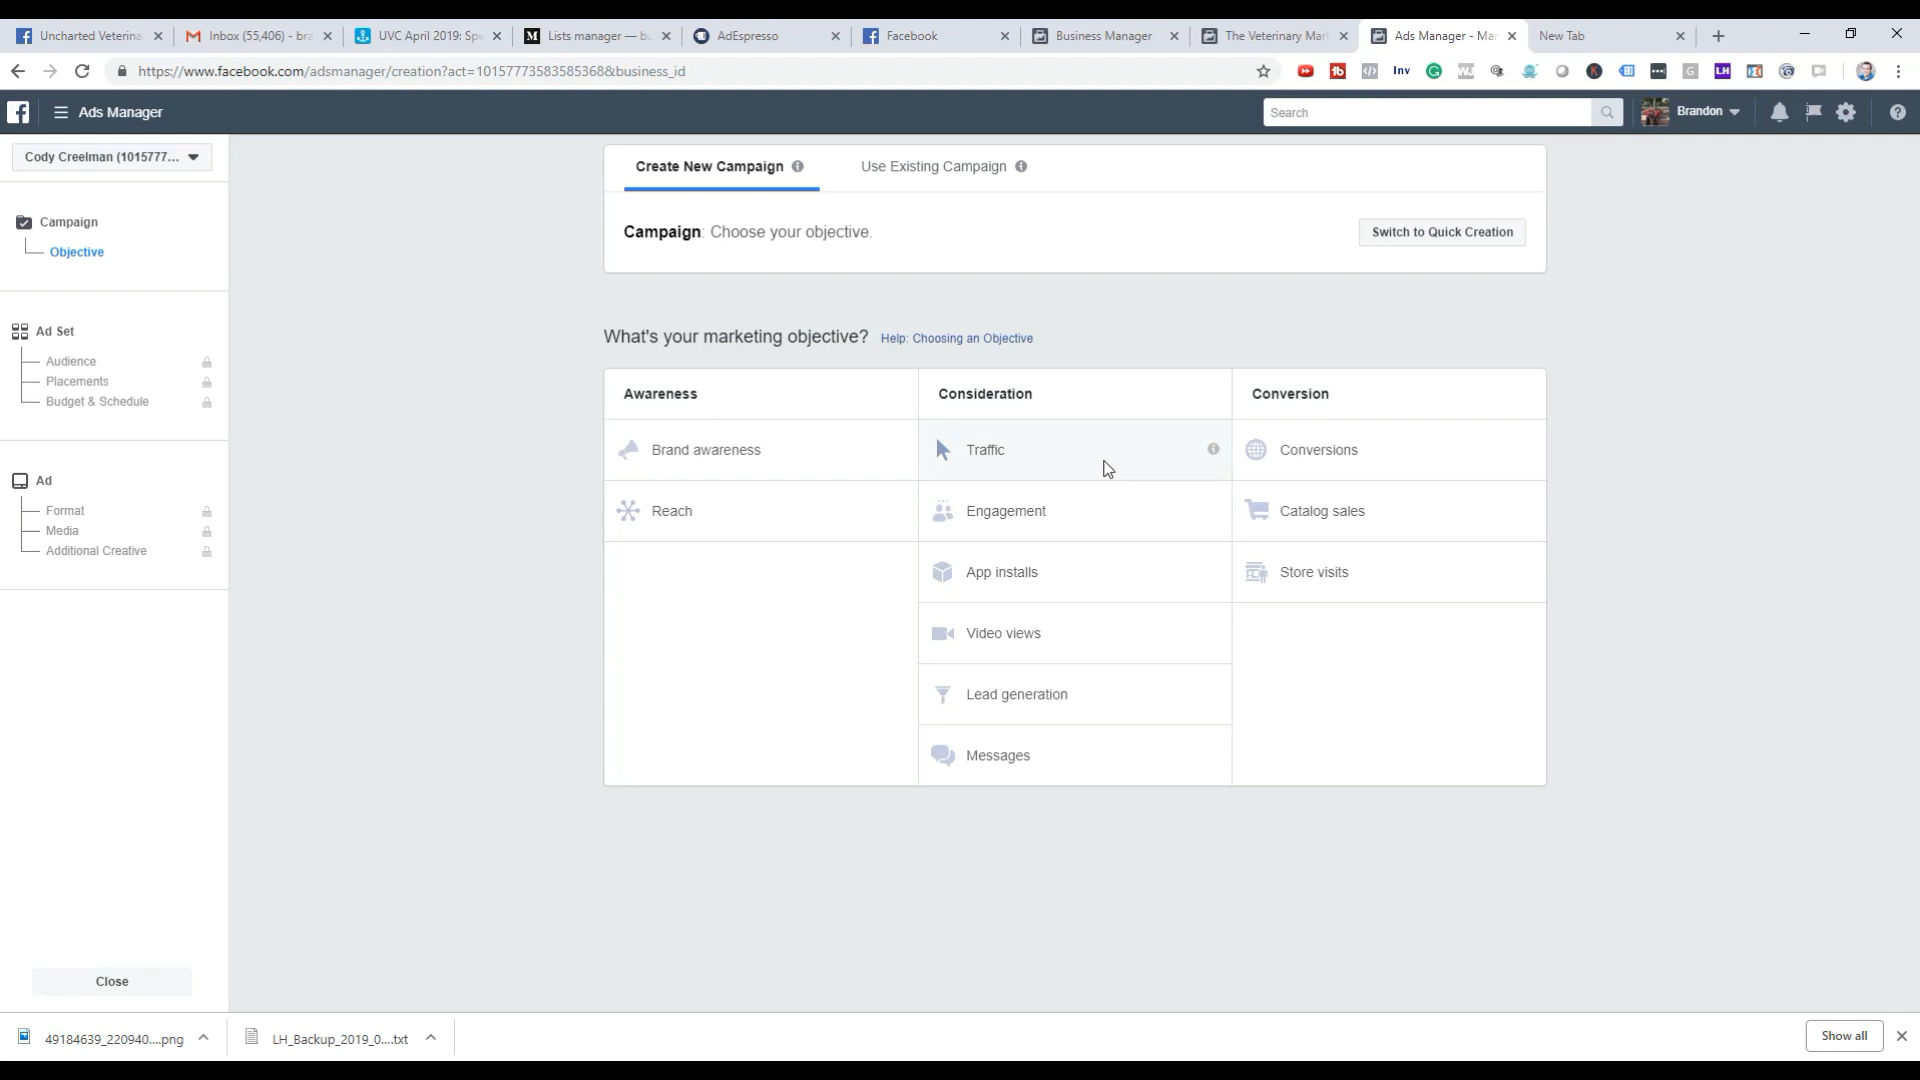 Uncharted Veterina
Inbox (55,406) - bra
UVC April 2019: Spe
M Lists manager — bu
AdEspresso
Facebook
Business Manager
The Veterinary Mark
Ads Manager - Man
New Tab
https://www.facebook.com/adsmanager/creation?act=1015777358358536８&business_id
Inv
LH
Ads Manager
Search
Brandon
Cody Creelman (1015777...
Create New Campaign
Use Existing Campaign
Campaign
Objective
Campaign: Choose your objective.
Switch to Quick Creation
Ad Set
Audience
Placements
Budget & Schedule
What's your marketing objective? Help: Choosing an Objective
Awareness
Consideration
Conversion
Brand awareness
Traffic
Conversions
Ad
Format
Media
Additional Creative
Reach
Engagement
Catalog sales
App installs
Store visits
Video views
Lead generation
Messages
Close
49184639_220940....png
LH_Backup_2019_0....txt
Show all